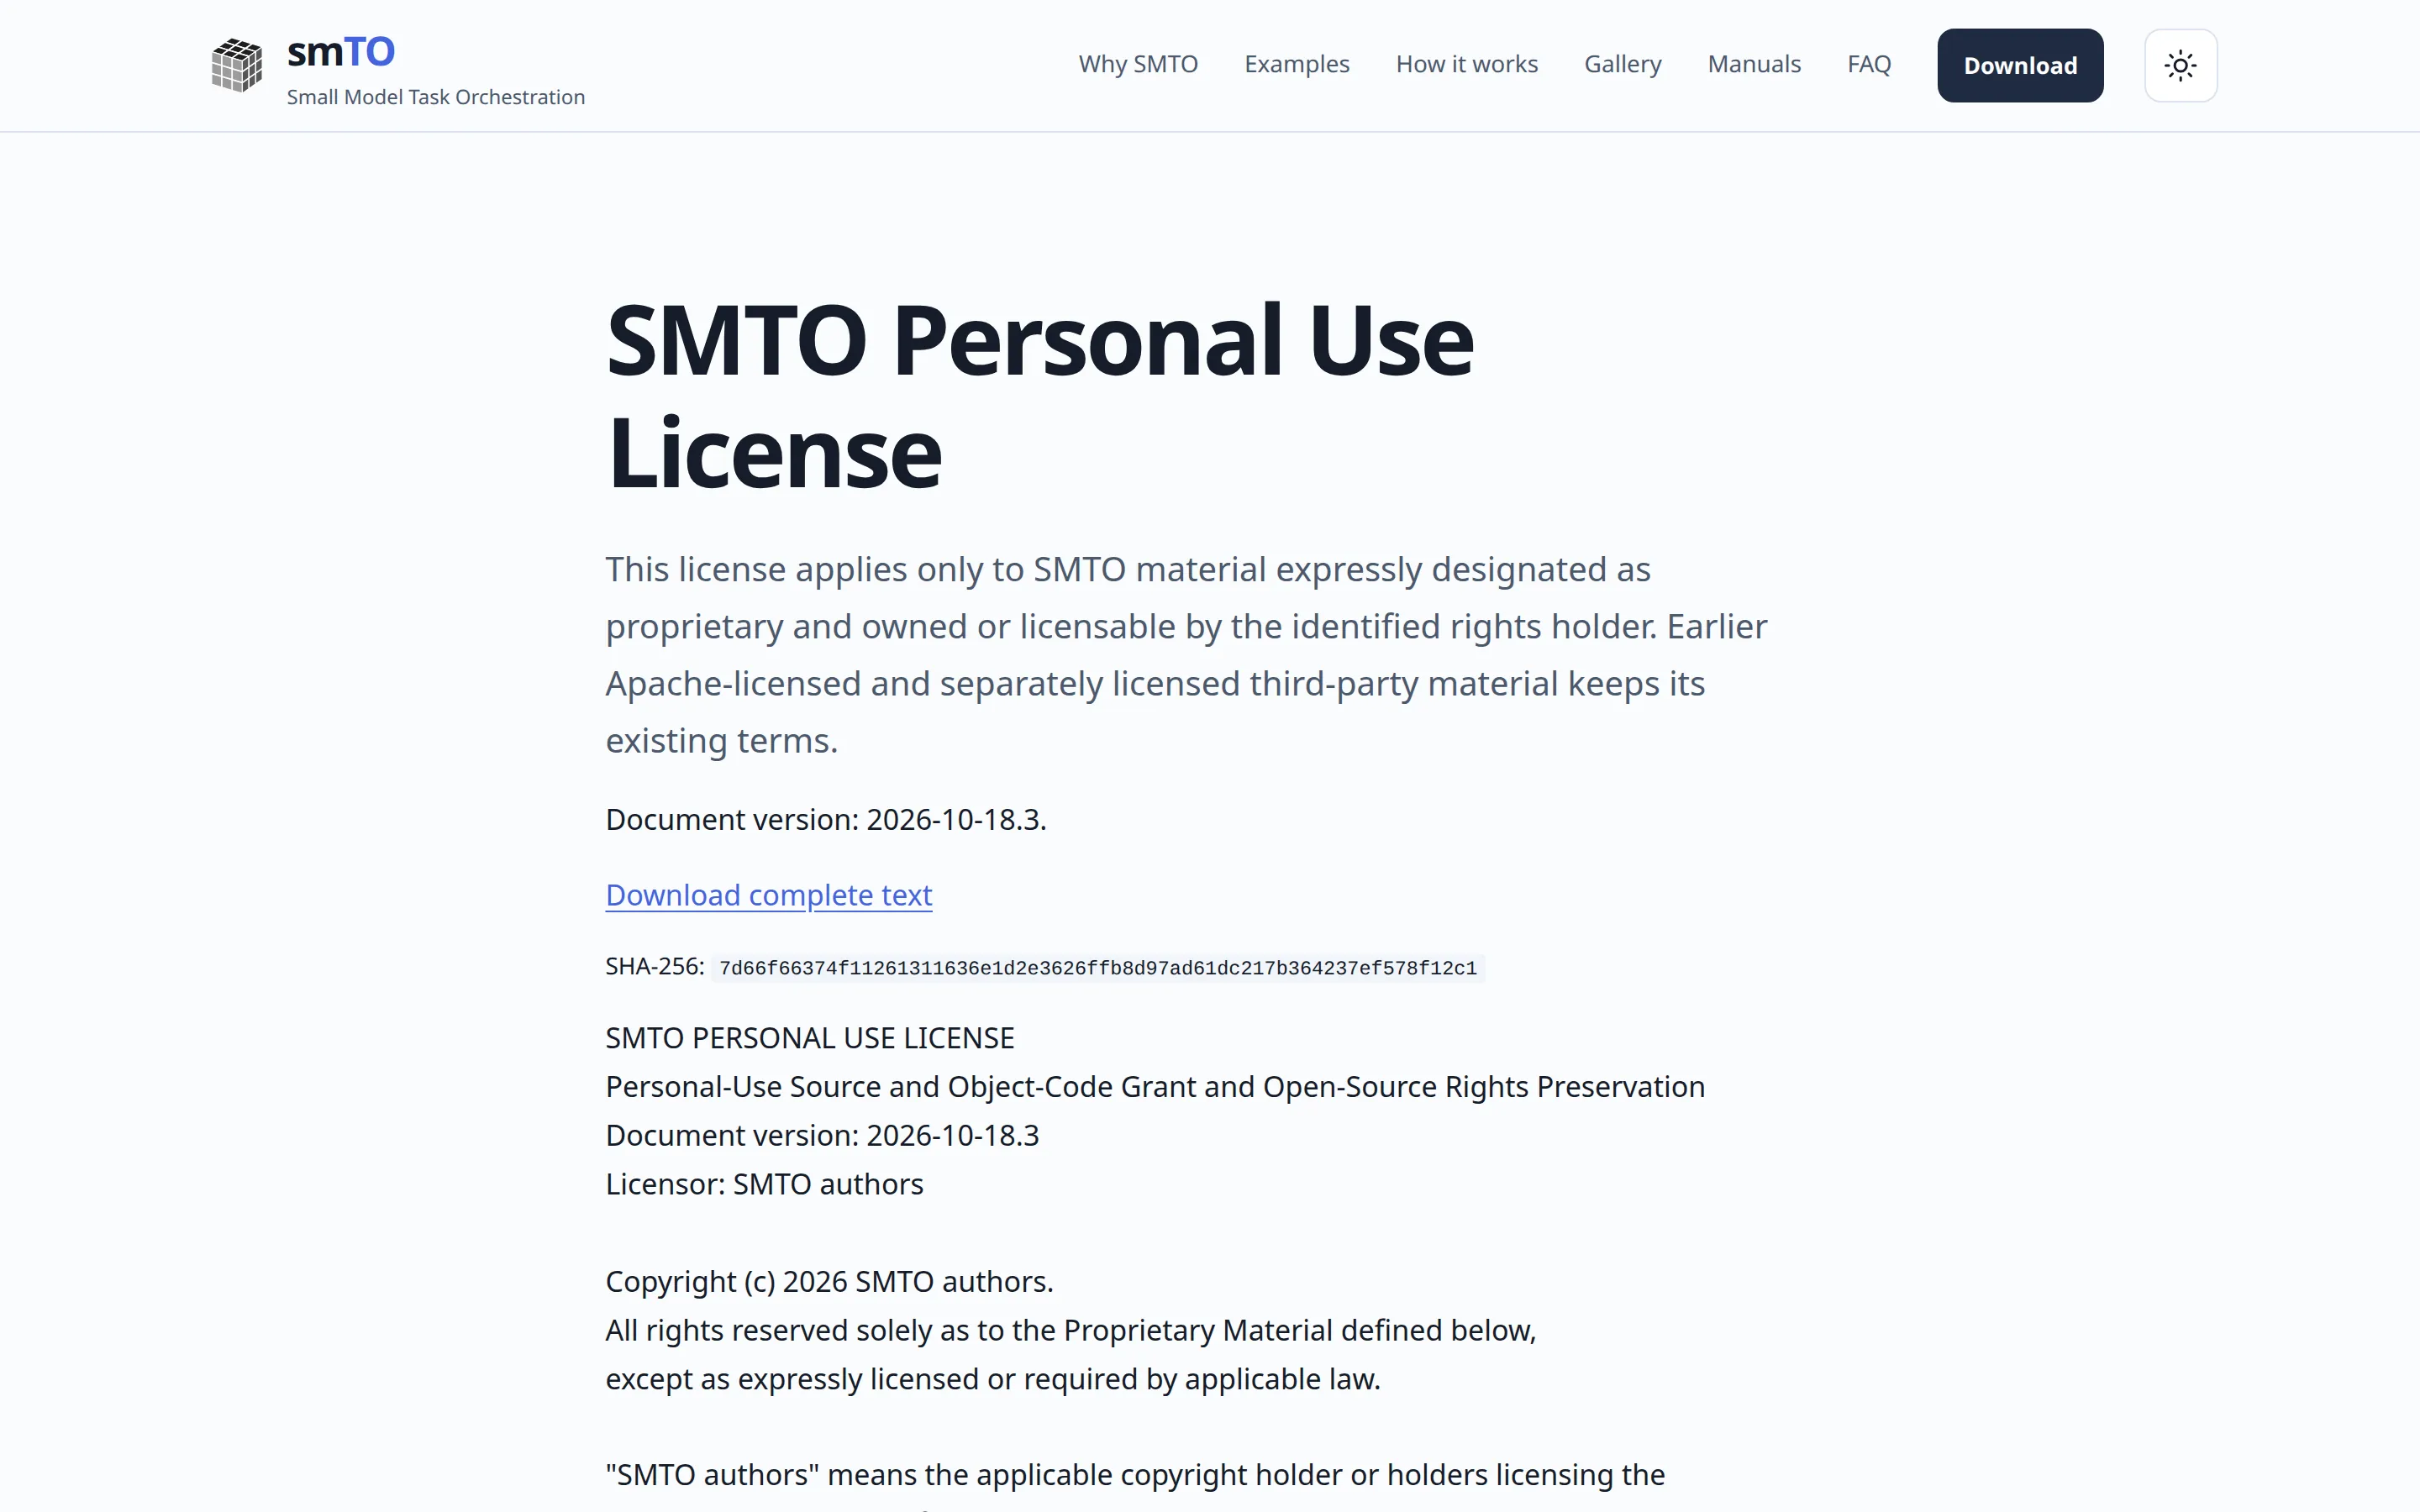 smTO
Small Model Task Orchestration
Why SMTO
Examples
How it works
Gallery
Manuals
FAQ
Download
SMTO Personal Use
License
This license applies only to SMTO material expressly designated as
proprietary and owned or licensable by the identified rights holder. Earlier
Apache-licensed and separately licensed third-party material keeps its
existing terms.
Document version: 2026-10-18.3.
Download complete text
SHA-256: 7d66f66374f11261311636e1d2e3626ffb8d97ad61dc217b364237ef578f12c1
SMTO PERSONAL USE LICENSE
Personal-Use Source and Object-Code Grant and Open-Source Rights Preservation
Document version: 2026-10-18.3
Licensor: SMTO authors
Copyright (c) 2026 SMTO authors.
All rights reserved solely as to the Proprietary Material defined below,
except as expressly licensed or required by applicable law.
"SMTO authors" means the applicable copyright holder or holders licensing the